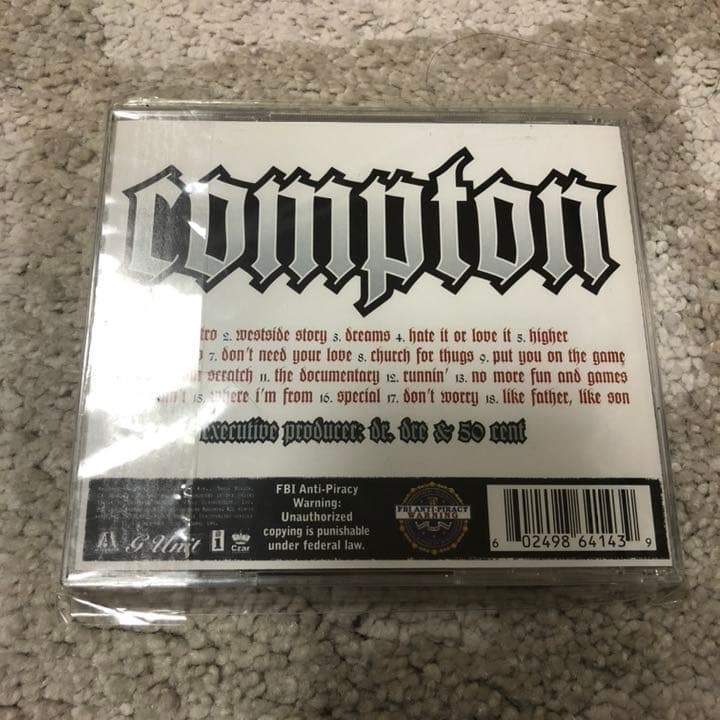 compton
tro 2. westside story 3. dreams 4. hate it or love it 5. higher
7. don't need your love 8. church for thugs 9. put you on the game
scratch 11. the documentary 12. runnin' 13. no more fun and games
15. where i'm from 16. special 17. don't worry 18. like father, like son
executive producer: dr. dre & 50 cent
FBI Anti-Piracy
Warning:
Unauthorized
copying is punishable
under federal law.
FBI ANTI-PIRACY
WARNING
G Unit
Czar
6 02498 64143 9